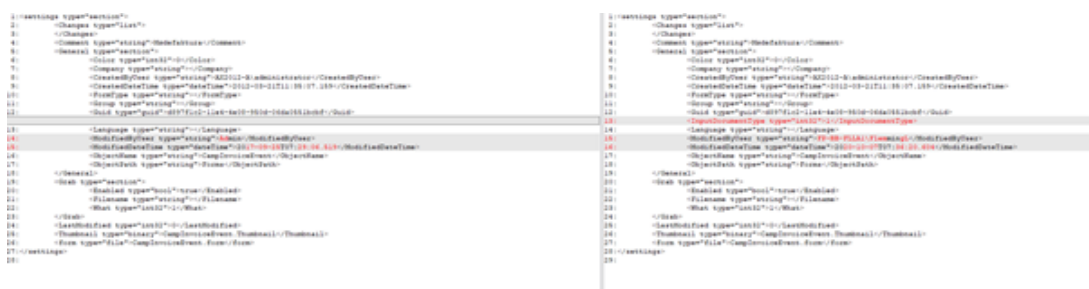 1:<settings type="section">
2: <Changes type="list">
3: </Changes>
4: <Comment type="string">Mødefaktura</Comment>
5: <General type="section">
6: <Color type="int32">0</Color>
7: <Company type="string"></Company>
8: <CreatedByUser type="string">AX2012-A\administrator</CreatedByUser>
9: <CreatedDateTime type="dateTime">
10: <FormType type="string"></FormType>
11: <Group type="string"></Group>
12: <Guid type="guid"></Guid>
13: <Language type="string"></Language>
14: <ModifiedByUser type="string">Admin</ModifiedByUser>
15: <ModifiedDateTime type="dateTime"></ModifiedDateTime>
16: <ObjectName type="string">CampInvoiceEvent</ObjectName>
17: <ObjectPath type="string">Forms</ObjectPath>
18: </General>
19: <Grab type="section">
20: <Enabled type="bool">true</Enabled>
21: <Filename type="string"></Filename>
22: <What type="int32">1</What>
23: </Grab>
24: <LastModified type="int32">0</LastModified>
25: <Thumbnail type="binary">CampInvoiceEvent.Thumbnail</Thumbnail>
26: <form type="file">CampInvoiceEvent.form</form>
27:</settings>
28:
1:<settings type="section">
2: <Changes type="list">
3: </Changes>
4: <Comment type="string">Mødefaktura</Comment>
5: <General type="section">
6: <Color type="int32">0</Color>
7: <Company type="string"></Company>
8: <CreatedByUser type="string">AX2012-A\administrator</CreatedByUser>
9: <CreatedDateTime type="dateTime">
10: <FormType type="string"></FormType>
11: <Group type="string"></Group>
12: <Guid type="guid"></Guid>
13: <InputDocumentType type="int32">1</InputDocumentType>
14: <Language type="string"></Language>
15: <ModifiedByUser type="string"></ModifiedByUser>
16: <ModifiedDateTime type="dateTime"></ModifiedDateTime>
17: <ObjectName type="string">CampInvoiceEvent</ObjectName>
18: <ObjectPath type="string">Forms</ObjectPath>
19: </General>
20: <Grab type="section">
21: <Enabled type="bool">true</Enabled>
22: <Filename type="string"></Filename>
23: <What type="int32">1</What>
24: </Grab>
25: <LastModified type="int32">0</LastModified>
26: <Thumbnail type="binary">CampInvoiceEvent.Thumbnail</Thumbnail>
27: <form type="file">CampInvoiceEvent.form</form>
28:</settings>
29: